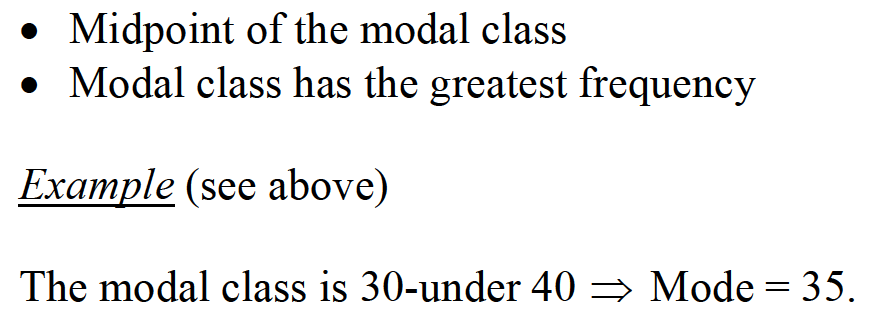 • Midpoint of the modal class
• Modal class has the greatest frequency
Example (see above)
The modal class is 30-under 40 ⇒ Mode = 35.